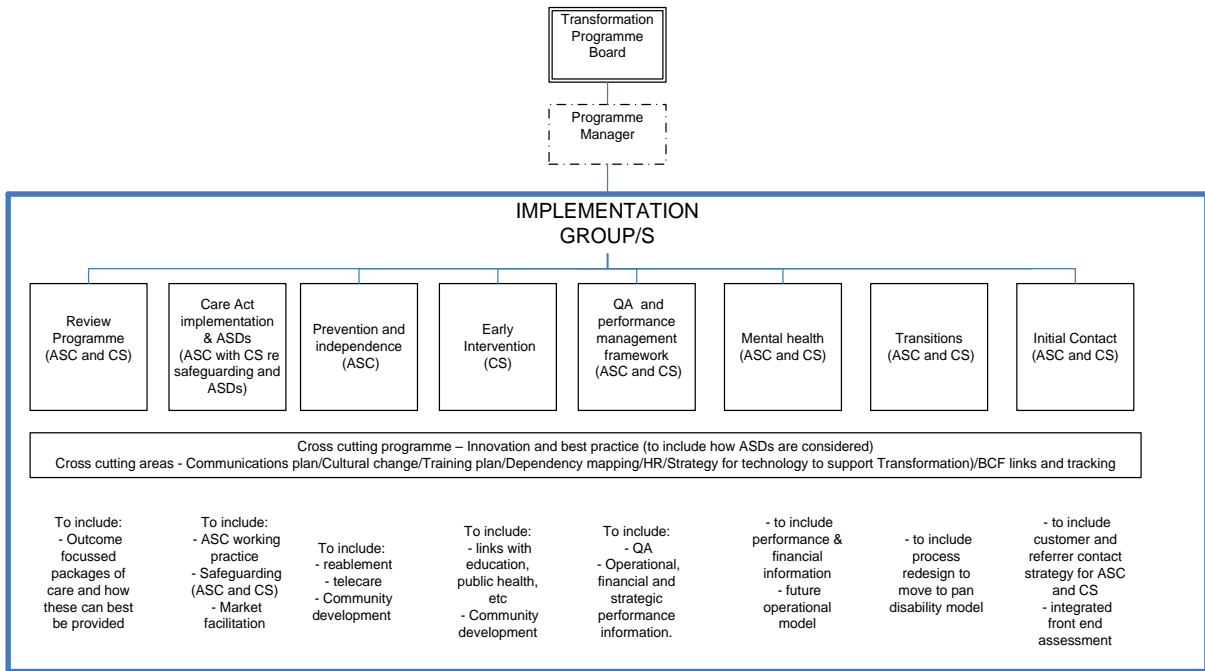 Transformation
Programme
Board
Programme
Manager
IMPLEMENTATION
GROUP/S
Review
Programme
(ASC and CS)
Care Act
implementation
& ASDs
(ASC with CS re
safeguarding and
ASDs)
Prevention and
independence
(ASC)
Early
Intervention
(CS)
QA and
performance
management
framework
(ASC and CS)
Mental health
(ASC and CS)
Transitions
(ASC and CS)
Initial Contact
(ASC and CS)
Cross cutting programme – Innovation and best practice (to include how ASDs are considered)
Cross cutting areas - Communications plan/Cultural change/Training plan/Dependency mapping/HR/Strategy for technology to support Transformation)/BCF links and tracking
To include:
- Outcome
focussed
packages of
care and how
these can best
be provided
To include:
- ASC working
practice
- Safeguarding
(ASC and CS)
- Market
facilitation
To include:
- reablement
- telecare
- Community
development
To include:
- links with
education,
public health,
etc
- Community
development
To include:
- QA
- Operational,
financial and
strategic
performance
information.
- to include
performance &
financial
information
- future
operational
model
- to include
process
redesign to
move to pan
disability model
- to include
customer and
referrer contact
strategy for ASC
and CS
- integrated
front end
assessment